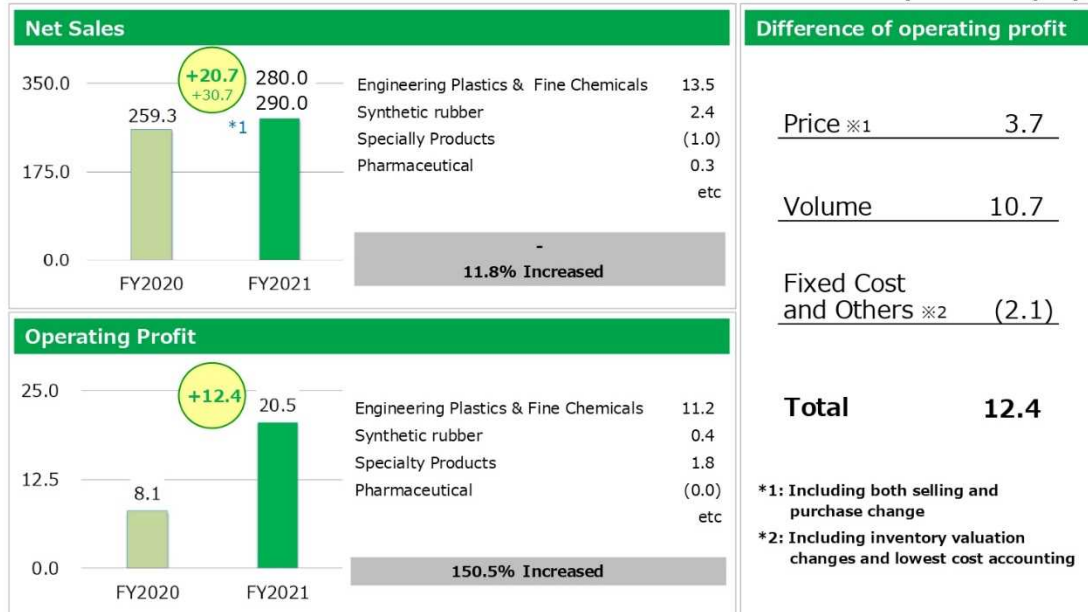 Net Sales
350.0
175.0
0.0
259.3
+20.7
+30.7
*1
280.0
290.0
FY2020 FY2021
Engineering Plastics & Fine Chemicals 13.5
Synthetic rubber 2.4
Specially Products (1.0)
Pharmaceutical 0.3
etc
-
11.8% Increased
Operating Profit
25.0
12.5
0.0
8.1
+12.4
20.5
FY2020 FY2021
Engineering Plastics & Fine Chemicals 11.2
Synthetic rubber 0.4
Specialty Products 1.8
Pharmaceutical (0.0)
etc
150.5% Increased
Difference of operating profit
Price ※1 3.7
Volume 10.7
Fixed Cost
and Others ※2 (2.1)
Total 12.4
*1: Including both selling and
purchase change
*2: Including inventory valuation
changes and lowest cost accounting